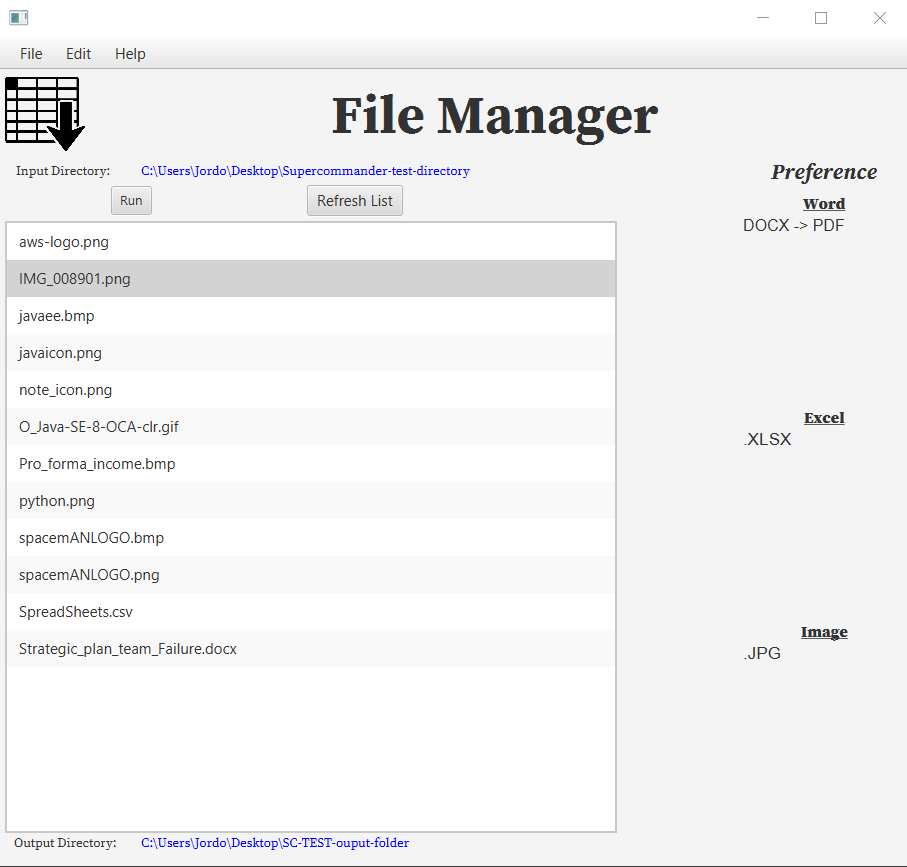 File Edit Help
File Manager
Input Directory: C:\Users\Jordo\Desktop\Supercommander-test-directory
Preference
Run Refresh List
Word
DOCX -> PDF
aws-logo.png
IMG_008901.png
javaee.bmp
javaicon.png
note_icon.png
Excel
O_Java-SE-8-OCA-clr.gif
.XLSX
Pro_forma_income.bmp
python.png
spacemANLOGO.bmp
spacemANLOGO.png
SpreadSheets.csv
Image
Strategic_plan_team_Failure.docx
.JPG
Output Directory: C:\Users\Jordo\Desktop\SC-TEST-ouput-folder